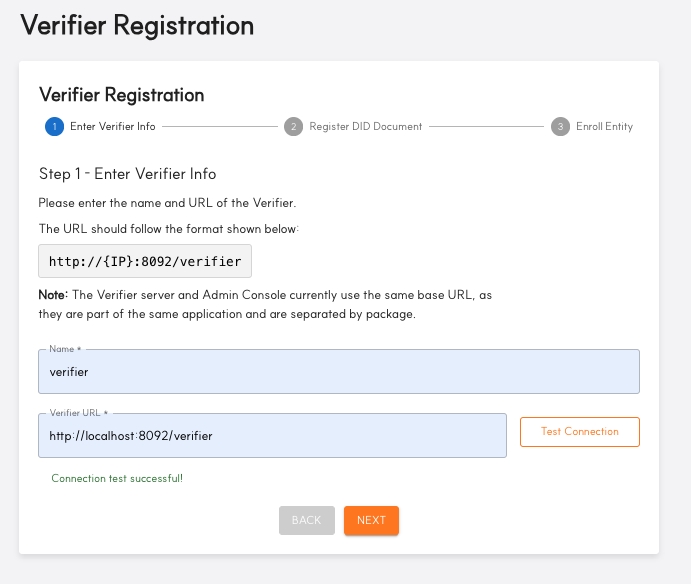 Verifier Registration
Verifier Registration
1 Enter Verifier Info
2 Register DID Document
3 Enroll Entity
Step 1 - Enter Verifier Info
Please enter the name and URL of the Verifier.
The URL should follow the format shown below:
http://{IP}:8092/verifier
Note: The Verifier server and Admin Console currently use the same base URL, as
they are part of the same application and are separated by package.
Name *
verifier
Verifier URL *
http://localhost:8092/verifier
Test Connection
Connection test successful!
BACK
NEXT